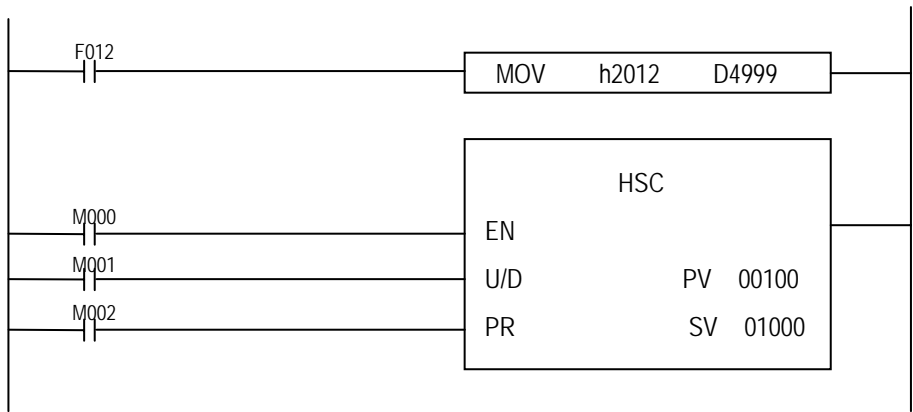 F012
MOV h2012 D4999
HSC
M000
EN
M001
U/D PV 00100
M002
PR SV 01000